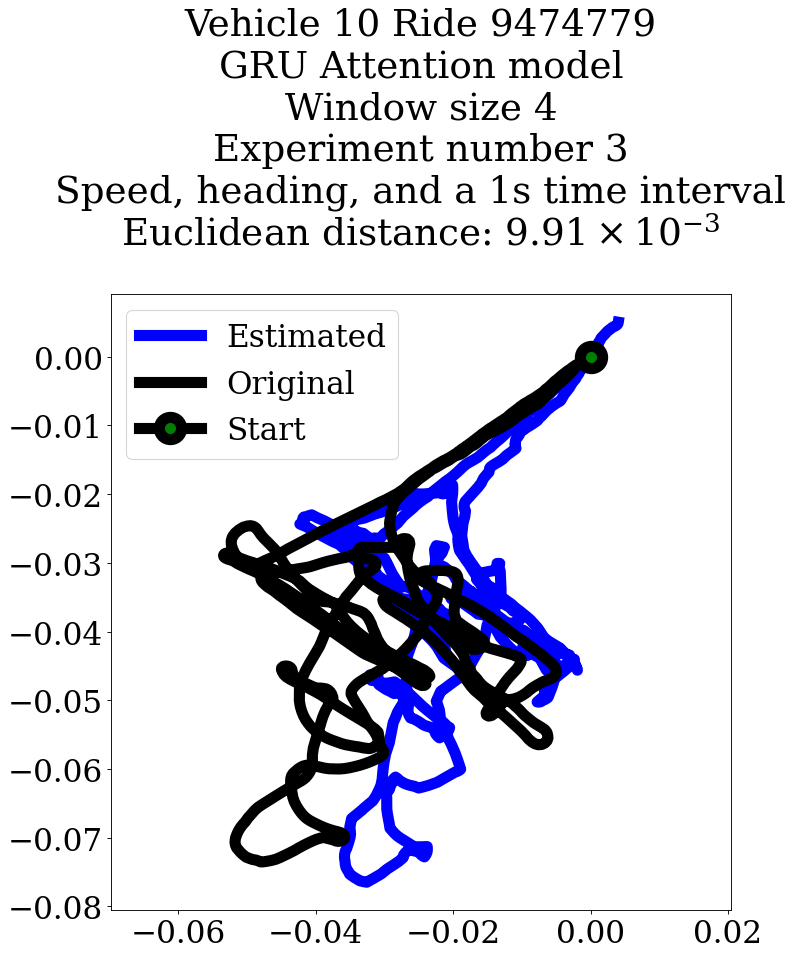 Vehicle 10 Ride 9474779
GRU Attention model
Window size 4
Experiment number 3
Speed, heading, and a 1s time interval
Euclidean distance: 9.91 × 10⁻³
Estimated
Original
Start
0.00
−0.01
−0.02
−0.03
−0.04
−0.05
−0.06
−0.07
−0.08
−0.06 −0.04 −0.02 0.00 0.02